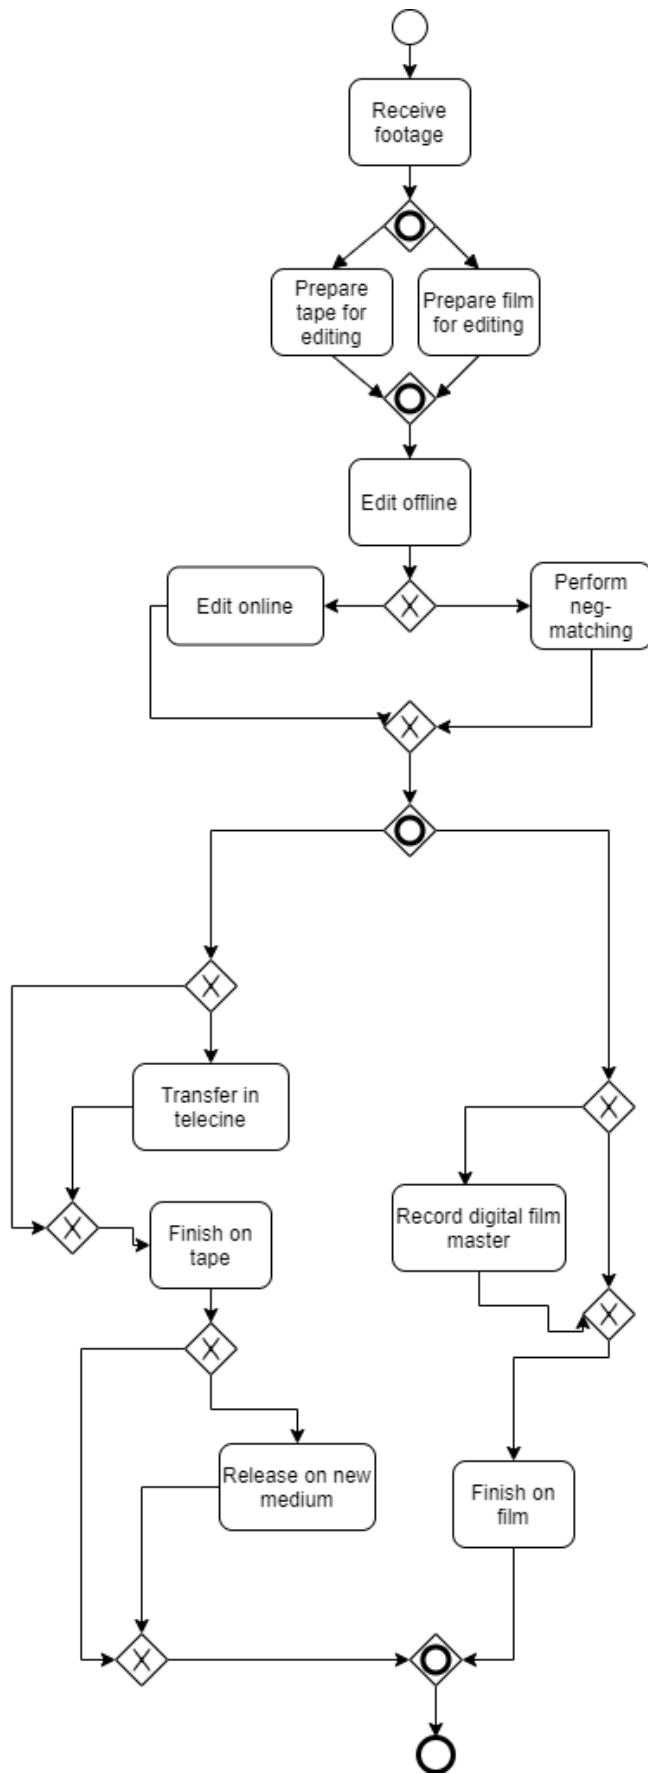 Receive
footage
Prepare
tape for
editing
Prepare film
for editing
Edit offline
Edit online
X
Perform
neg-
matching
X
X
Transfer in
telecine
X
Record digital film
master
X
Finish on
tape
X
X
Release on new
medium
Finish on
film
X